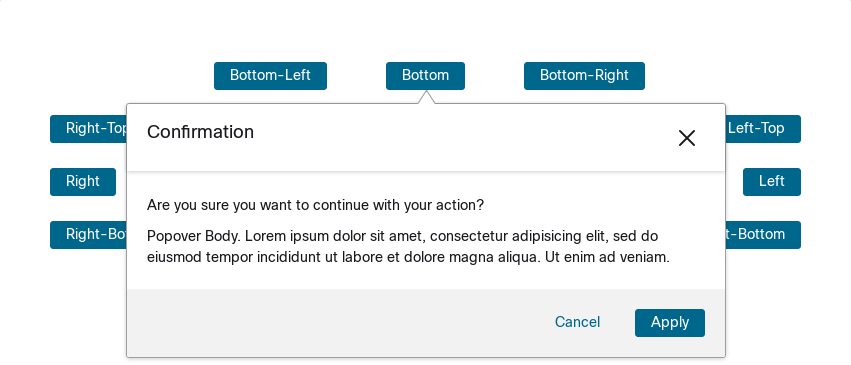 Bottom-Left Bottom Bottom-Right
Right-Top Left-Top
Confirmation
Right Left
Are you sure you want to continue with your action?
Popover Body. Lorem ipsum dolor sit amet, consectetur adipisicing elit, sed do
eiusmod tempor incididunt ut labore et dolore magna aliqua. Ut enim ad veniam.
Right-Bot t-Bottom
Cancel Apply